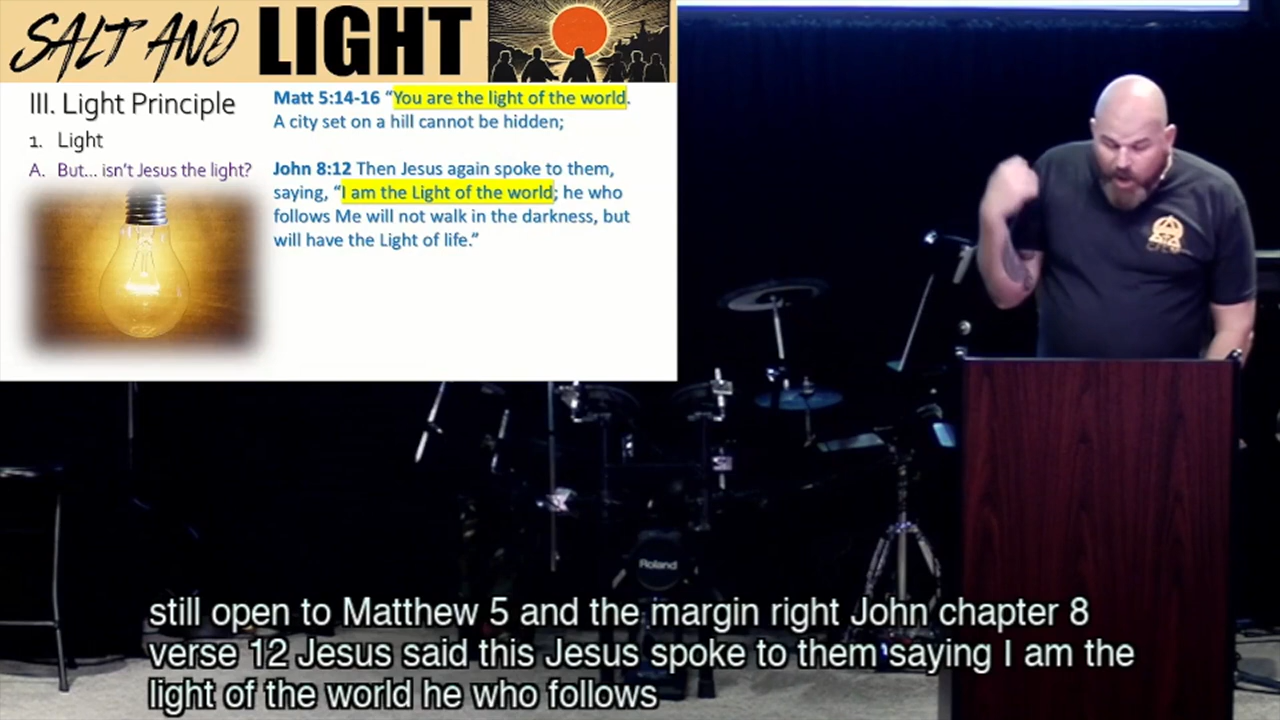 SALT AND LIGHT
III. Light Principle
1. Light
A. But... isn't Jesus the light?
Matt 5:14-16 “You are the light of the world.
A city set on a hill cannot be hidden;
John 8:12 Then Jesus again spoke to them,
saying, “I am the Light of the world; he who
follows Me will not walk in the darkness, but
will have the Light of life.”
Roland
still open to Matthew 5 and the margin right John chapter 8
verse 12 Jesus said this Jesus spoke to them saying I am the
light of the world he who follows